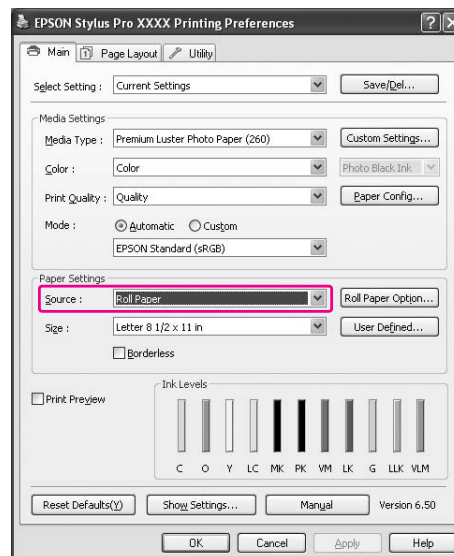 EPSON Stylus Pro XXXX Printing Preferences
Main Page Layout Utility
Select Setting : Current Settings Save/Del...
Media Settings
Media Type : Premium Luster Photo Paper (260) Custom Settings...
Color : Color Photo Black Ink
Print Quality : Quality Paper Config...
Mode : Automatic Custom
EPSON Standard (sRGB)
Paper Settings
Source : Roll Paper Roll Paper Option...
Size : Letter 8 1/2 x 11 in User Defined...
Borderless
Print Preview
Ink Levels
C O Y LC MK PK VM LK G LLK VLM
Reset Defaults(Y) Show Settings... Manual Version 6.50
OK Cancel Apply Help